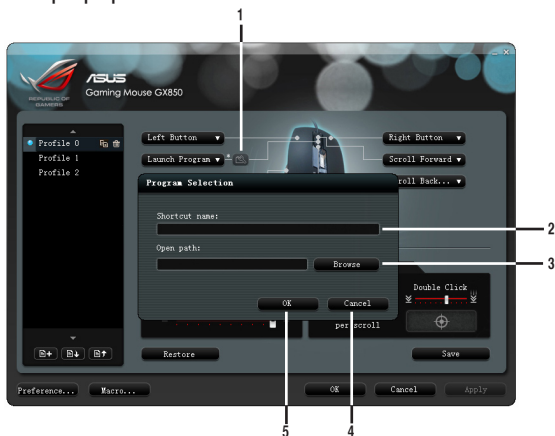 1
REPUBLIC OF
GAMERS
ASUS
Gaming Mouse GX850
Profile 0
Profile 1
Profile 2
Left Button
Launch Program
Right Button
Scroll Forward
roll Back...
Program Selection
Shortcut name:
2
Open path:
Browse
3
OK
Cancel
Double Click
per scroll
Restore
Save
Preference...
Macro...
OK
Cancel
Apply
5
4